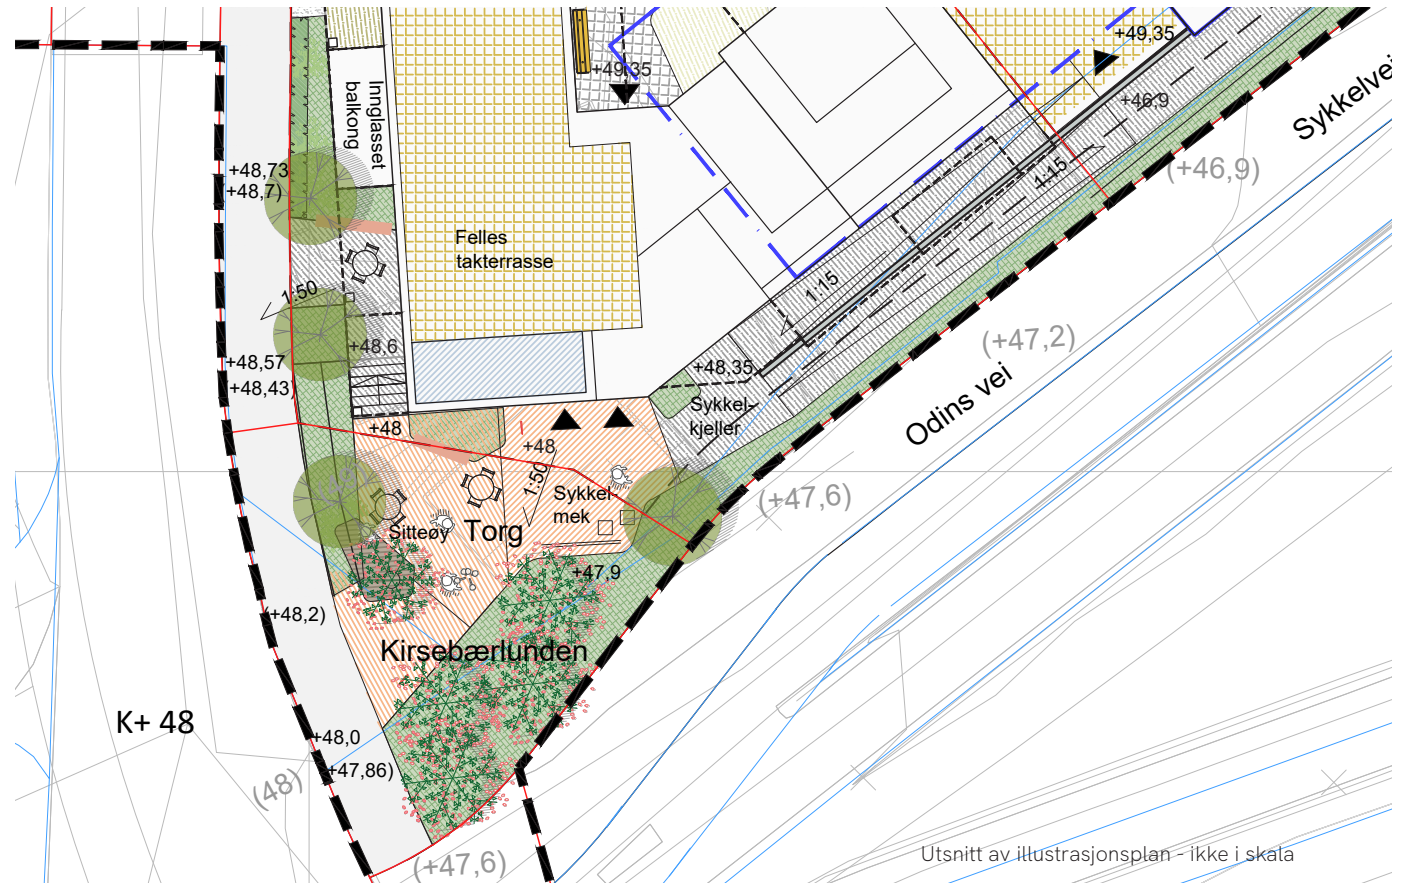 +49,35
Sykkelvei
+49,35
Innglasset
balkong
+46,9
+48,73
+48,7)
1:15
(+46,9)
Felles
takterrasse
1:50
1:15
(+47,2)
+48,6
+48,57
+48,35
+48,43)
Odins vei
Sykkel-
kjeller
+48
+48
1:50
Sykkel-
mek
(+47,6)
Sitteøy
Torg
+47,9
(+48,2)
Kirsebærlunden
K+ 48
+48,0
+47,86)
(48)
Utsnitt av illustrasjonsplan - ikke i skala
(+47,6)